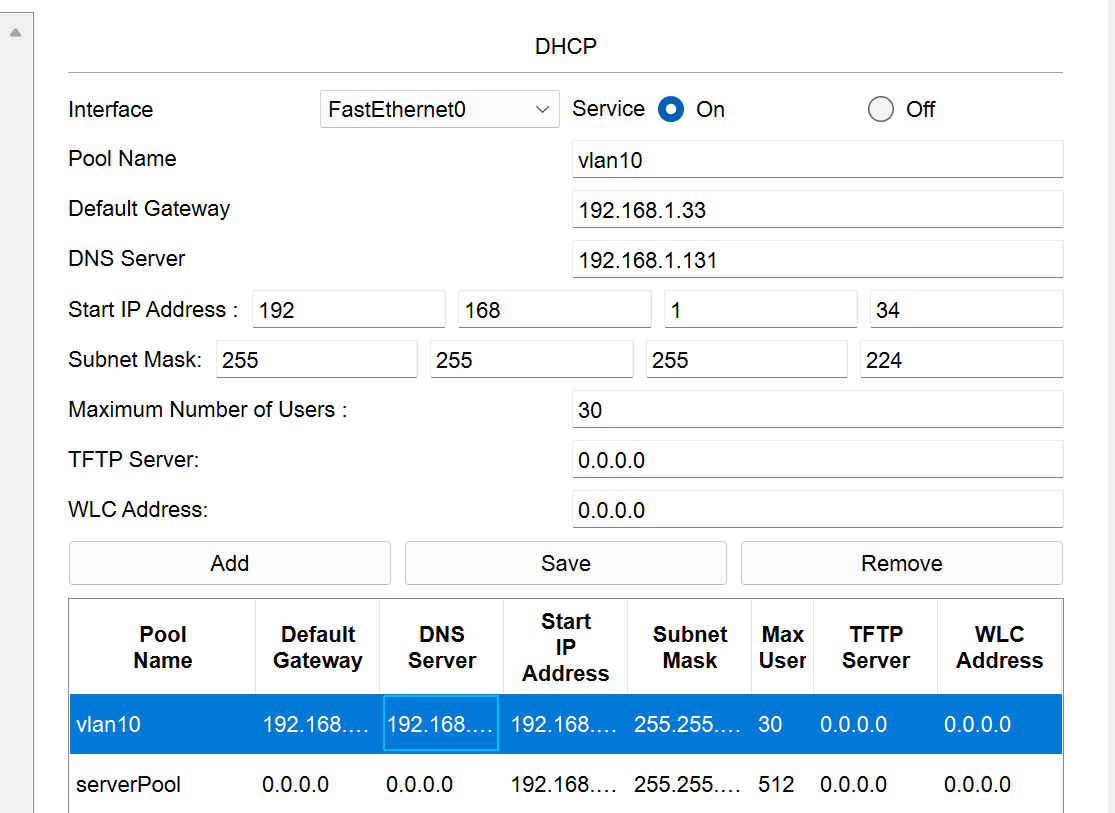 DHCP
Interface FastEthernet0 Service On Off
Pool Name vlan10
Default Gateway 192.168.1.33
DNS Server 192.168.1.131
Start IP Address : 192 168 1 34
Subnet Mask: 255 255 255 224
Maximum Number of Users : 30
TFTP Server: 0.0.0.0
WLC Address: 0.0.0.0
Add Save Remove
Pool Name Default Gateway DNS Server Start IP Address Subnet Mask Max User TFTP Server WLC Address
vlan10 192.168.... 192.168.... 192.168.... 255.255.... 30 0.0.0.0 0.0.0.0
serverPool 0.0.0.0 0.0.0.0 192.168.... 255.255.... 512 0.0.0.0 0.0.0.0